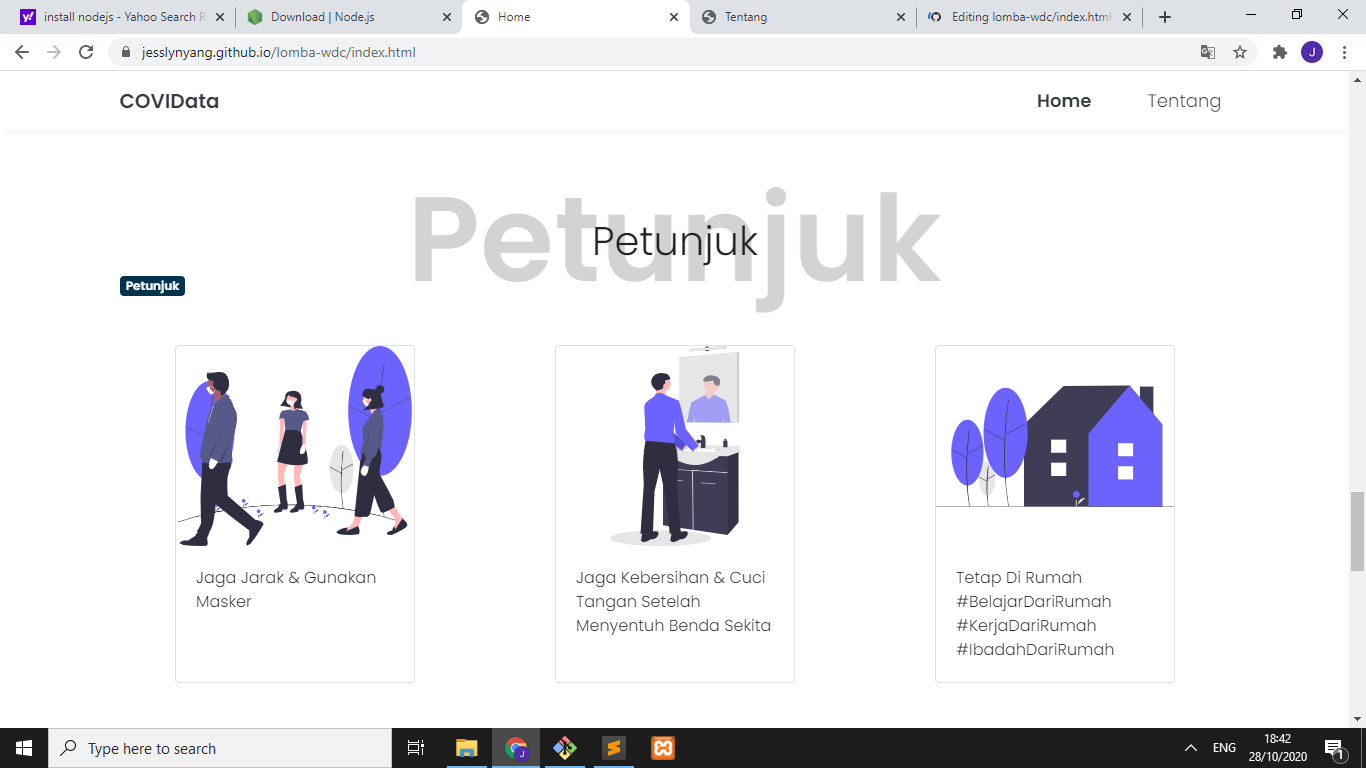 install nodejs - Yahoo Search R
Download | Node.js
Home
Tentang
Editing lomba-wdc/index.html
jesslynyang.github.io/lomba-wdc/index.html
J
COVIData
Home
Tentang
Petunjuk
Petunjuk
Petunjuk
Jaga Jarak & Gunakan
Masker
Jaga Kebersihan & Cuci
Tangan Setelah
Menyentuh Benda Sekita
Tetap Di Rumah
#BelajarDariRumah
#KerjaDariRumah
#IbadahDariRumah
Type here to search
J
ENG
18:42
28/10/2020
1